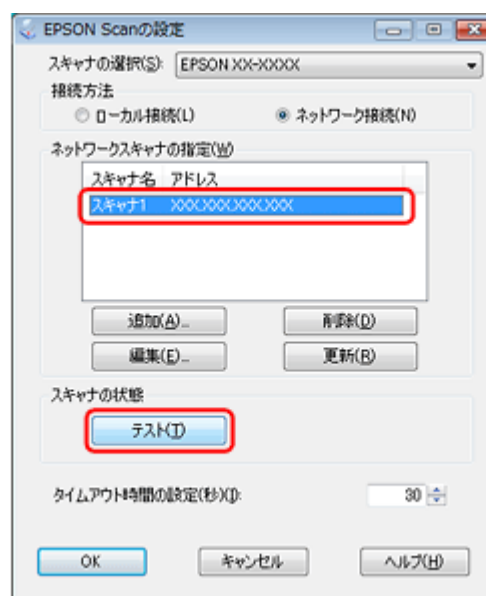 EPSON Scanの設定
スキャナの選択(S): EPSON XX-XXXX
接続方法
ローカル接続(L) ネットワーク接続(N)
ネットワークスキャナの指定(W)
スキャナ名 アドレス
スキャナ1 XXX.XXX.XXX.XXX
追加(A)... 削除(D)
編集(E)... 更新(R)
スキャナの状態
テスト(T)
タイムアウト時間の設定(秒)(I): 30
OK キャンセル ヘルプ(H)